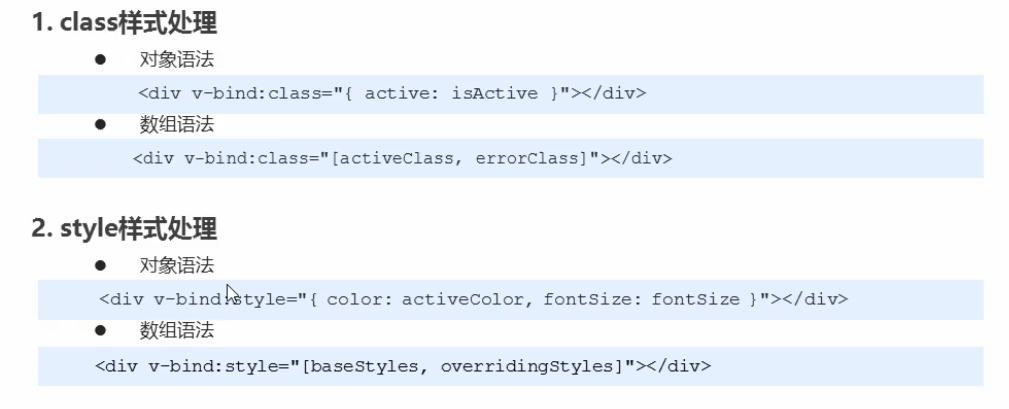 1. class样式处理
● 对象语法
<div v-bind:class="{ active: isActive }"></div>
● 数组语法
<div v-bind:class="[activeClass, errorClass]"></div>
2. style样式处理
● 对象语法
<div v-bind:style="{ color: activeColor, fontSize: fontSize }"></div>
● 数组语法
<div v-bind:style="[baseStyles, overridingStyles]"></div>